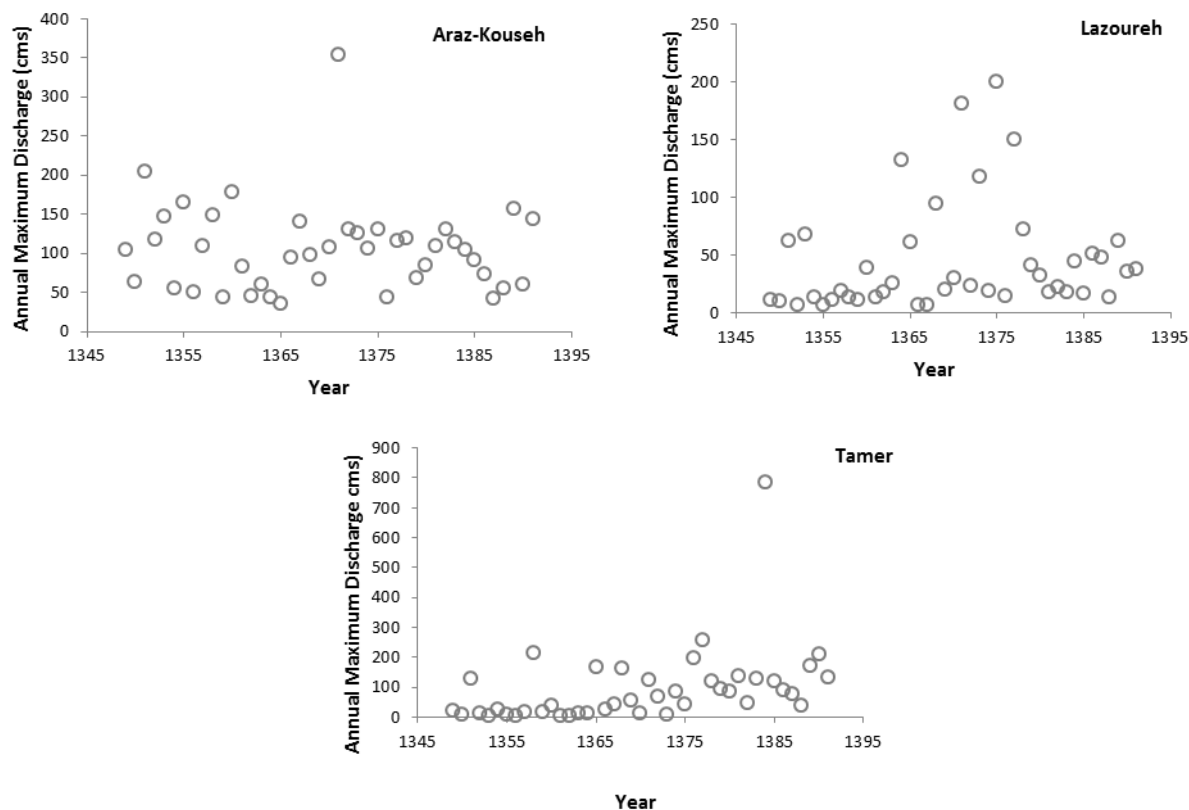 Araz-Kouseh
Annual Maximum Discharge (cms)
400
350
300
250
200
150
100
50
0
1345 1355 1365 1375 1385 1395
Year
Lazoureh
Annual Maximum Discharge (cms)
250
200
150
100
50
0
1345 1355 1365 1375 1385 1395
Year
Tamer
Annual Maximum Discharge cms)
900
800
700
600
500
400
300
200
100
0
1345 1355 1365 1375 1385 1395
Year